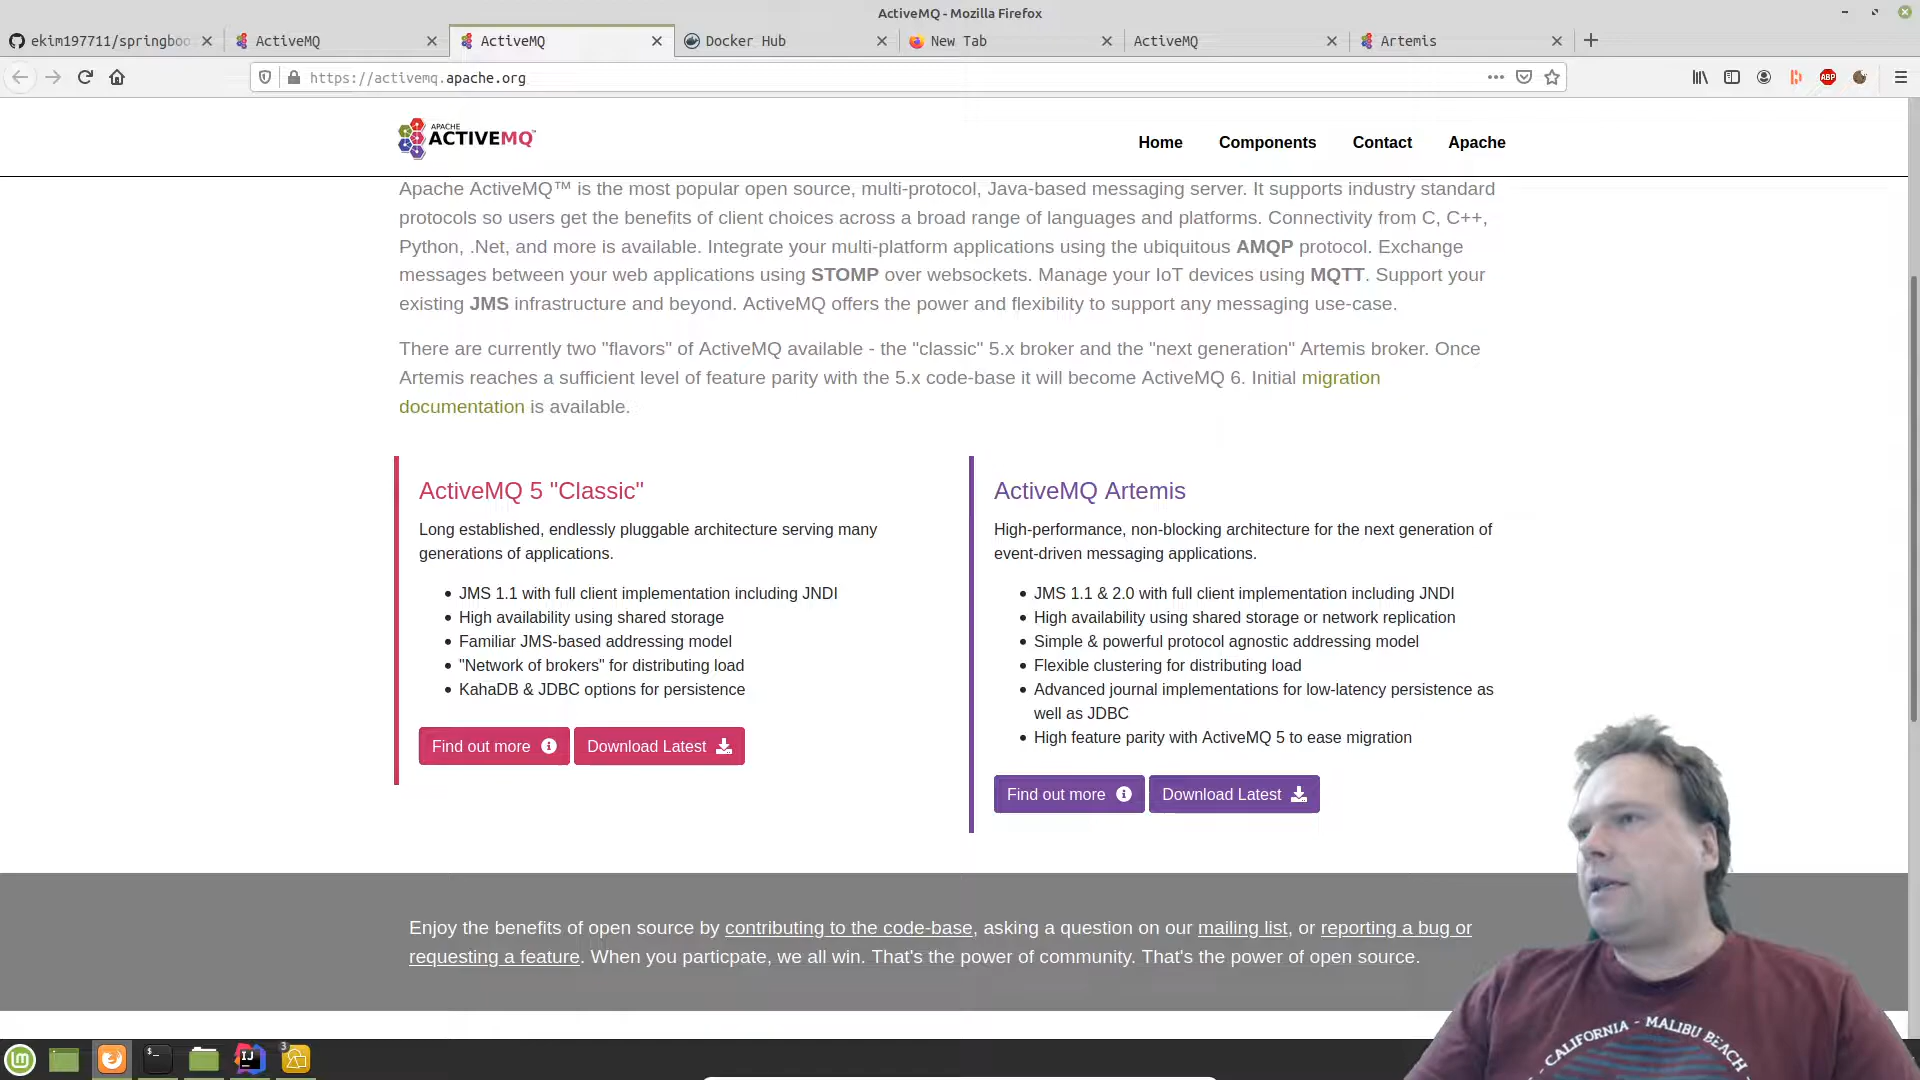 ActiveMQ - Mozilla Firefox
ekim197711/springboo
ActiveMQ
ActiveMQ
Docker Hub
New Tab
ActiveMQ
Artemis
https://activemq.apache.org
ABP
APACHE
ACTIVEMQ™
Home
Components
Contact
Apache
Apache ActiveMQ™ is the most popular open source, multi-protocol, Java-based messaging server. It supports industry standard
protocols so users get the benefits of client choices across a broad range of languages and platforms. Connectivity from C, C++,
Python, .Net, and more is available. Integrate your multi-platform applications using the ubiquitous AMQP protocol. Exchange
messages between your web applications using STOMP over websockets. Manage your IoT devices using MQTT. Support your
existing JMS infrastructure and beyond. ActiveMQ offers the power and flexibility to support any messaging use-case.
There are currently two "flavors" of ActiveMQ available - the "classic" 5.x broker and the "next generation" Artemis broker. Once
Artemis reaches a sufficient level of feature parity with the 5.x code-base it will become ActiveMQ 6. Initial migration
documentation is available.
ActiveMQ 5 "Classic"
Long established, endlessly pluggable architecture serving many
generations of applications.
• JMS 1.1 with full client implementation including JNDI
• High availability using shared storage
• Familiar JMS-based addressing model
• "Network of brokers" for distributing load
• KahaDB & JDBC options for persistence
Find out more
Download Latest
ActiveMQ Artemis
High-performance, non-blocking architecture for the next generation of
event-driven messaging applications.
• JMS 1.1 & 2.0 with full client implementation including JNDI
• High availability using shared storage or network replication
• Simple & powerful protocol agnostic addressing model
• Flexible clustering for distributing load
• Advanced journal implementations for low-latency persistence as
well as JDBC
• High feature parity with ActiveMQ 5 to ease migration
Find out more
Download Latest
Enjoy the benefits of open source by contributing to the code-base, asking a question on our mailing list, or reporting a bug or
requesting a feature. When you particpate, we all win. That's the power of community. That's the power of open source.
CALIFORNIA - MALIBU BEACH
$_
IJ
3